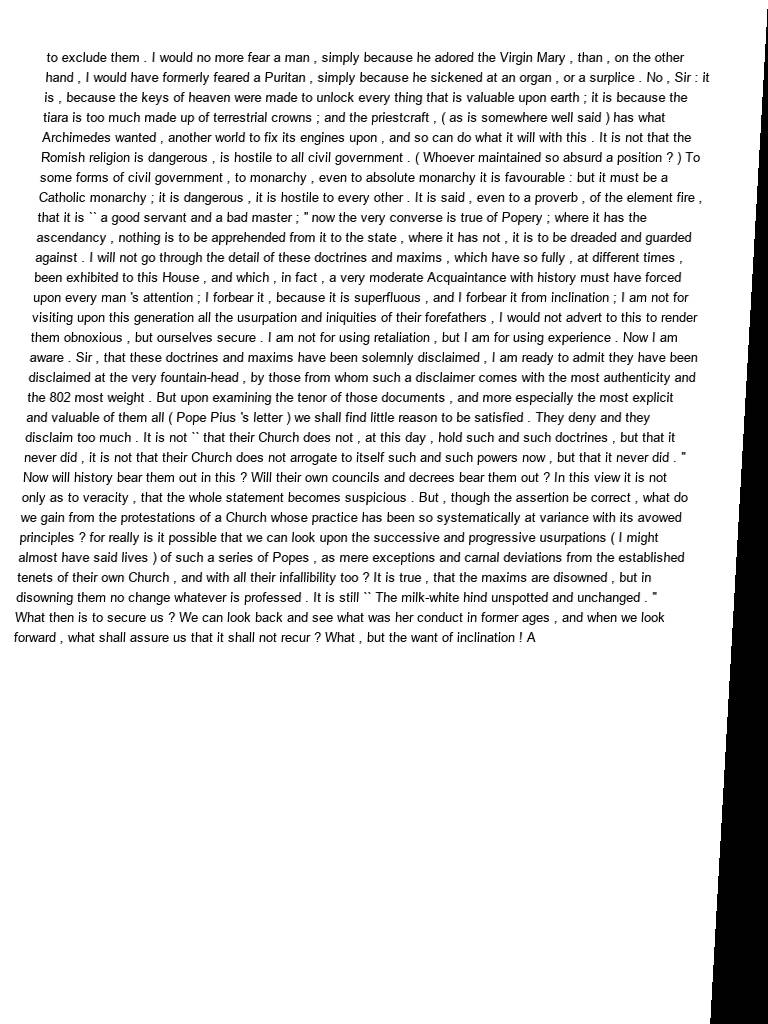 to exclude them . I would no more fear a man , simply because he adored the Virgin Mary , than , on the other
hand , I would have formerly feared a Puritan , simply because he sickened at an organ , or a surplice . No , Sir : it
is , because the keys of heaven were made to unlock every thing that is valuable upon earth ; it is because the
tiara is too much made up of terrestrial crowns ; and the priestcraft , ( as is somewhere well said ) has what
Archimedes wanted , another world to fix its engines upon , and so can do what it will with this . It is not that the
Romish religion is dangerous , is hostile to all civil government . ( Whoever maintained so absurd a position ? ) To
some forms of civil government , to monarchy , even to absolute monarchy it is favourable : but it must be a
Catholic monarchy ; it is dangerous , it is hostile to every other . It is said , even to a proverb , of the element fire ,
that it is `` a good servant and a bad master ; '' now the very converse is true of Popery ; where it has the
ascendancy , nothing is to be apprehended from it to the state , where it has not , it is to be dreaded and guarded
against . I will not go through the detail of these doctrines and maxims , which have so fully , at different times ,
been exhibited to this House , and which , in fact , a very moderate Acquaintance with history must have forced
upon every man 's attention ; I forbear it , because it is superfluous , and I forbear it from inclination ; I am not for
visiting upon this generation all the usurpation and iniquities of their forefathers , I would not advert to this to render
them obnoxious , but ourselves secure . I am not for using retaliation , but I am for using experience . Now I am
aware . Sir , that these doctrines and maxims have been solemnly disclaimed , I am ready to admit they have been
disclaimed at the very fountain-head , by those from whom such a disclaimer comes with the most authenticity and
the 802 most weight . But upon examining the tenor of those documents , and more especially the most explicit
and valuable of them all ( Pope Pius 's letter ) we shall find little reason to be satisfied . They deny and they
disclaim too much . It is not `` that their Church does not , at this day , hold such and such doctrines , but that it
never did , it is not that their Church does not arrogate to itself such and such powers now , but that it never did . ''
Now will history bear them out in this ? Will their own councils and decrees bear them out ? In this view it is not
only as to veracity , that the whole statement becomes suspicious . But , though the assertion be correct , what do
we gain from the protestations of a Church whose practice has been so systematically at variance with its avowed
principles ? for really is it possible that we can look upon the successive and progressive usurpations ( I might
almost have said lives ) of such a series of Popes , as mere exceptions and carnal deviations from the established
tenets of their own Church , and with all their infallibility too ? It is true , that the maxims are disowned , but in
disowning them no change whatever is professed . It is still `` The milk-white hind unspotted and unchanged . ''
What then is to secure us ? We can look back and see what was her conduct in former ages , and when we look
forward , what shall assure us that it shall not recur ? What , but the want of inclination ! A